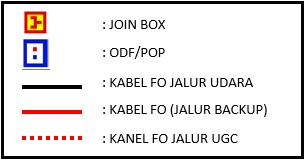 : JOIN BOX
: ODF/POP
: KABEL FO JALUR UDARA
: KABEL FO (JALUR BACKUP)
: KANEL FO JALUR UGC